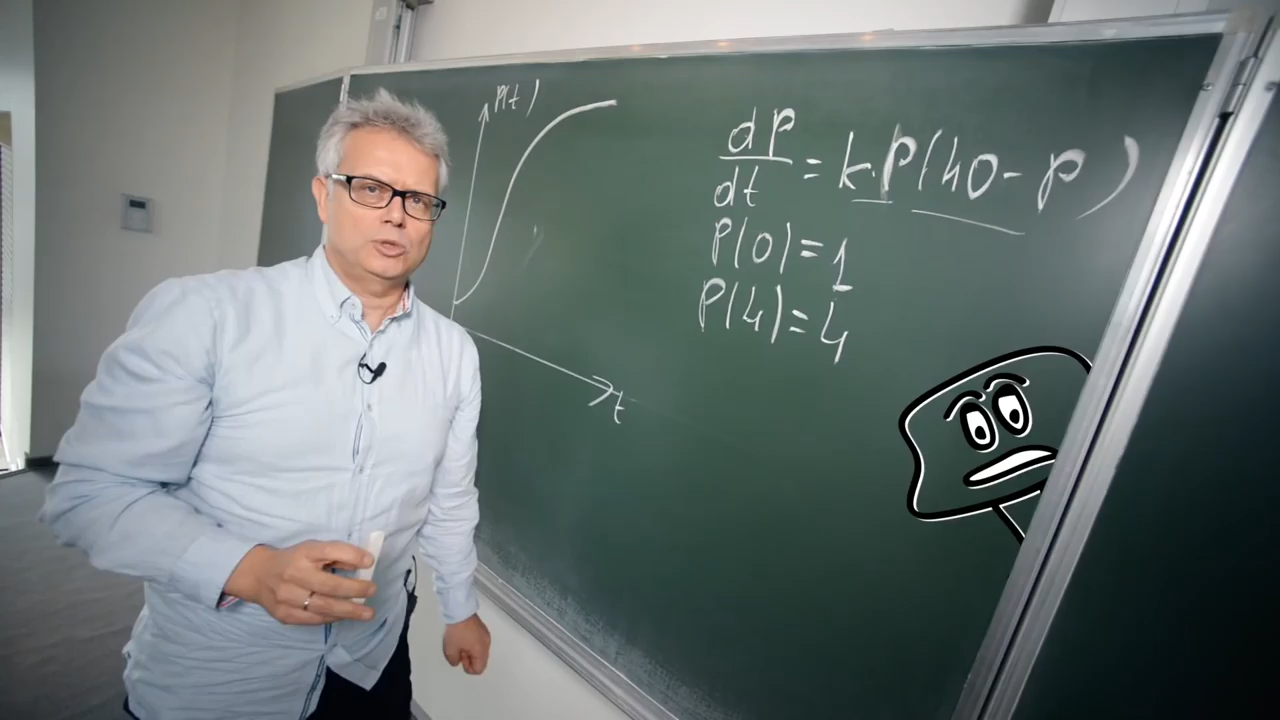 P(t)
t
dP/dt = k·P(40-P)
P(0)=1
P(4)=4